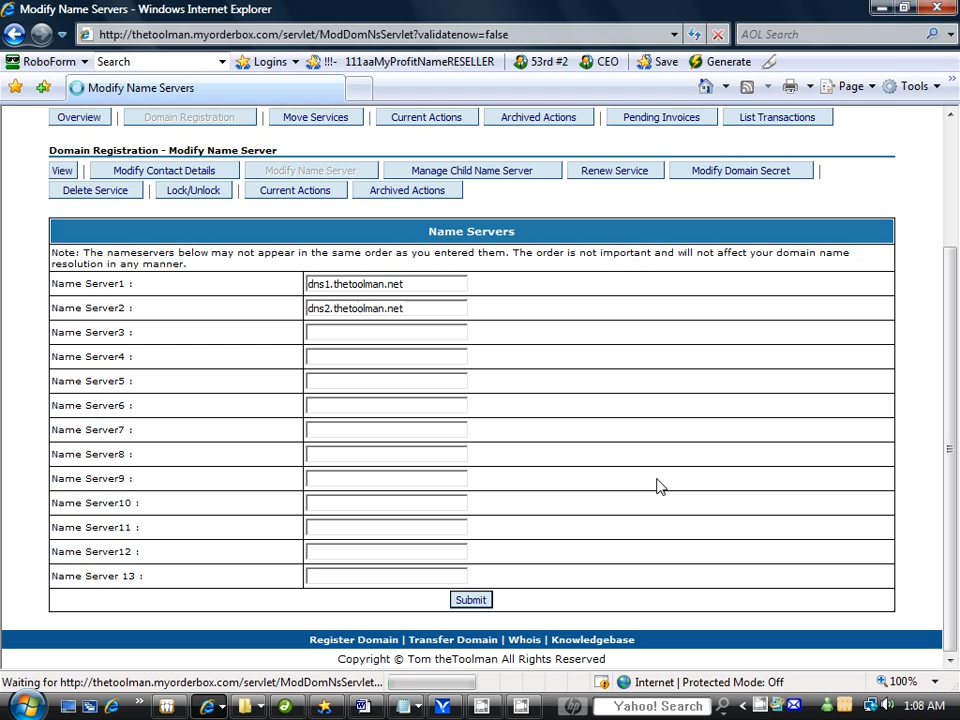 Modify Name Servers - Windows Internet Explorer
http://thetoolman.myorderbox.com/servlet/ModDomNsServlet?validatenow=false
AOL Search
RoboForm Search Logins !!!- 111aaMyProfitNameRESELLER 53rd #2 CEO Save Generate
Modify Name Servers Page Tools
Overview Domain Registration Move Services Current Actions Archived Actions Pending Invoices List Transactions
Domain Registration - Modify Name Server
View Modify Contact Details Modify Name Server Manage Child Name Server Renew Service Modify Domain Secret
Delete Service Lock/Unlock Current Actions Archived Actions
Name Servers
Note: The nameservers below may not appear in the same order as you entered them. The order is not important and will not affect your domain name
resolution in any manner.
Name Server1 : dns1.thetoolman.net
Name Server2 : dns2.thetoolman.net
Name Server3 :
Name Server4 :
Name Server5 :
Name Server6 :
Name Server7 :
Name Server8 :
Name Server9 :
Name Server10 :
Name Server11 :
Name Server12 :
Name Server 13 :
Submit
Register Domain | Transfer Domain | Whois | Knowledgebase
Copyright © Tom theToolman All Rights Reserved
Waiting for http://thetoolman.myorderbox.com/servlet/ModDomNsServlet... Internet | Protected Mode: Off 100%
Yahoo! Search 1:08 AM